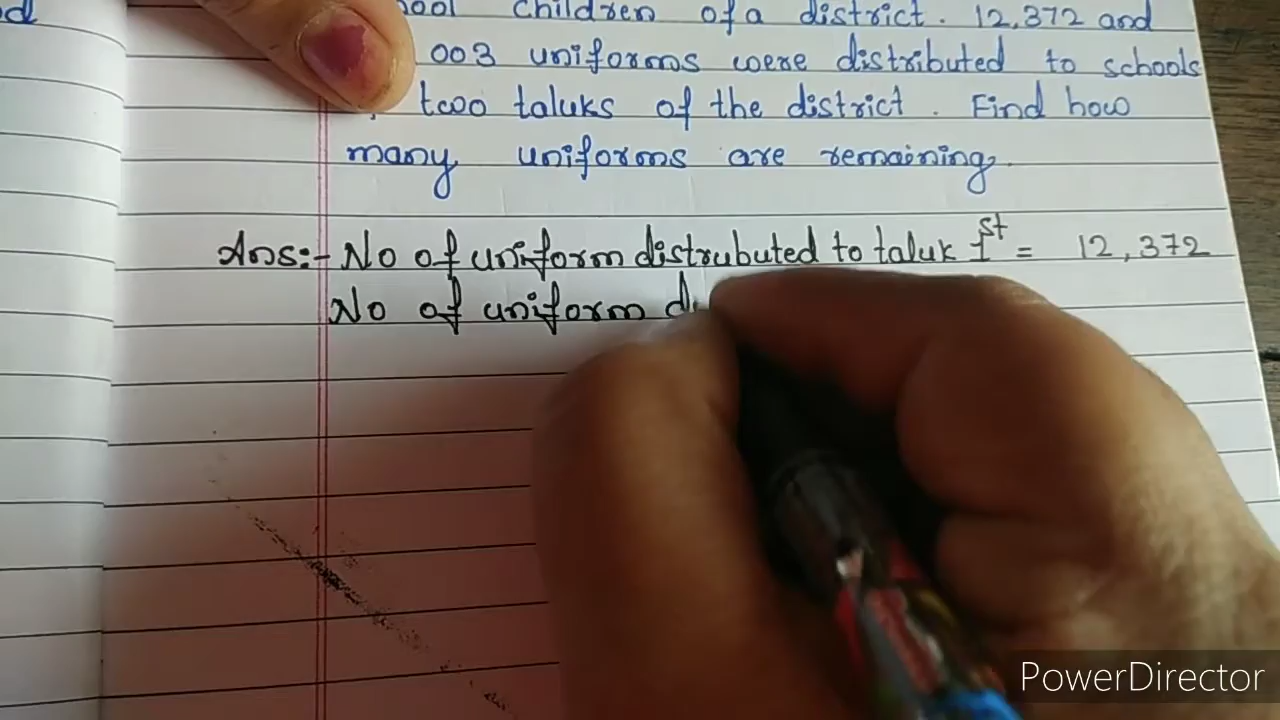 children of a district. 12,372 and
003 uniforms were distributed to schools
two taluks of the district. Find how
many uniforms are remaining.
Ans:- No of uniform distrubuted to taluk 1st = 12,372
No of uniform
PowerDirector